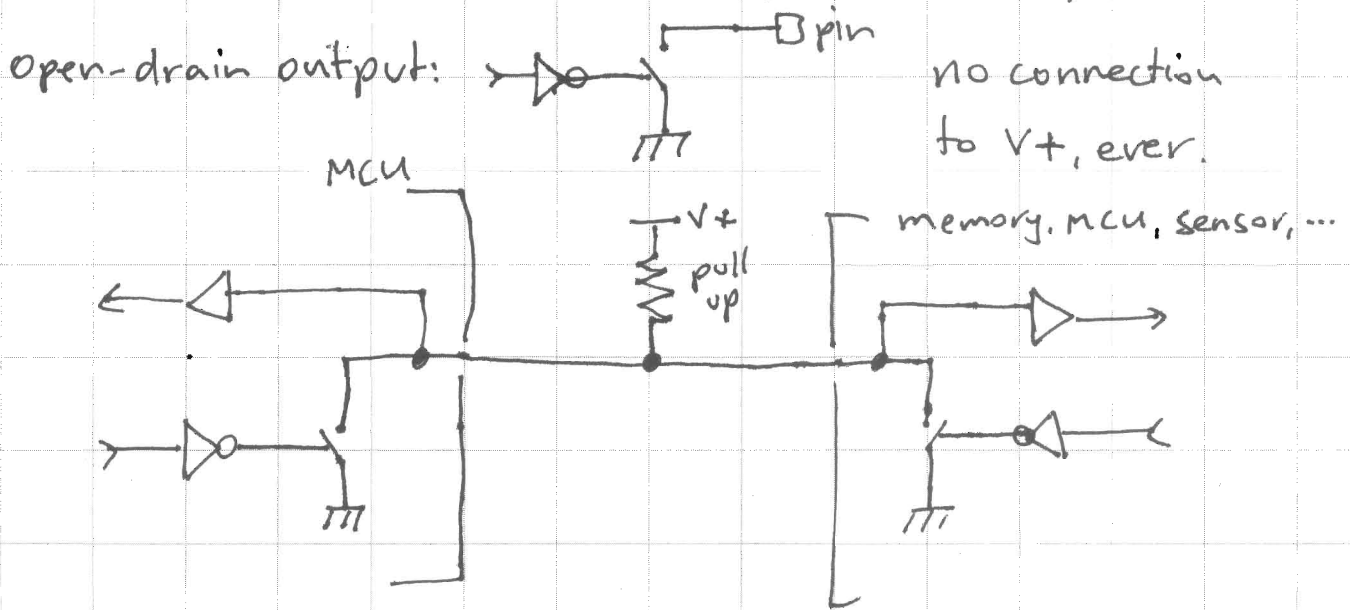 open-drain output:
pin
no connection
to V+, ever.
MCU
V+
pull
up
memory, MCU, sensor, ...